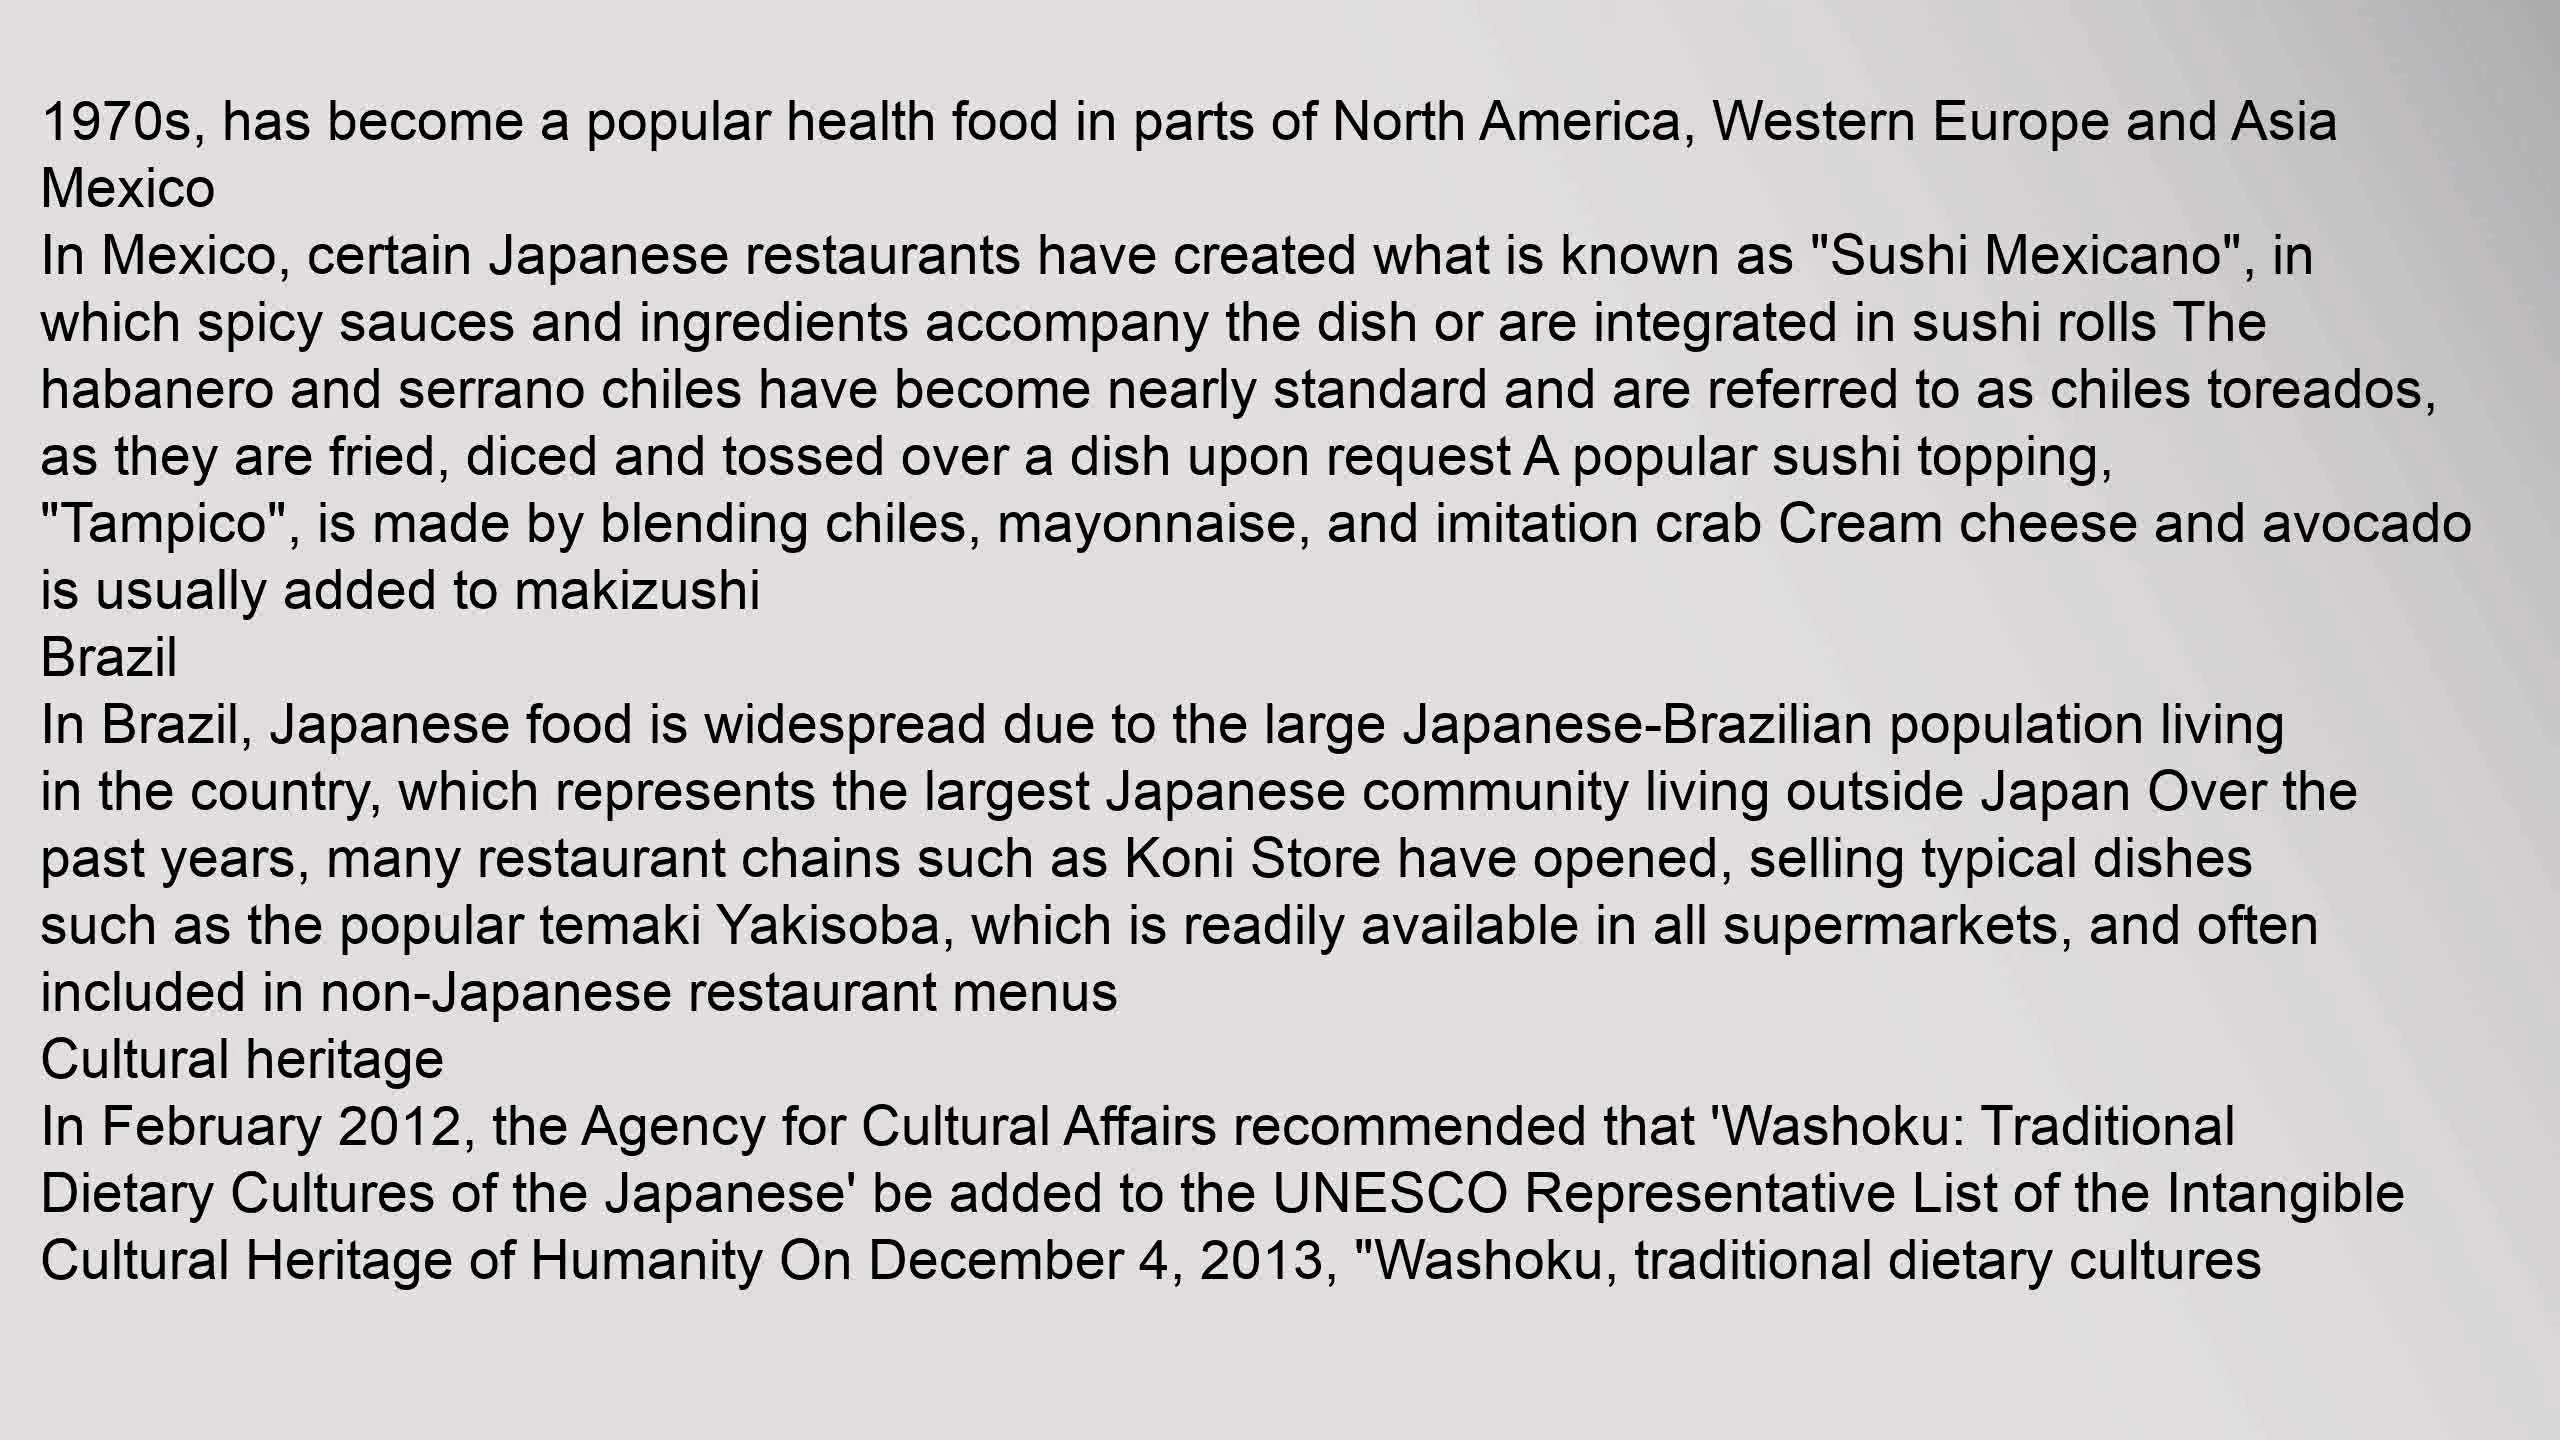 1970s, has become a popular health food in parts of North America, Western Europe and Asia
Mexico
In Mexico, certain Japanese restaurants have created what is known as "Sushi Mexicano", in
which spicy sauces and ingredients accompany the dish or are integrated in sushi rolls The
habanero and serrano chiles have become nearly standard and are referred to as chiles toreados,
as they are fried, diced and tossed over a dish upon request A popular sushi topping,
"Tampico", is made by blending chiles, mayonnaise, and imitation crab Cream cheese and avocado
is usually added to makizushi
Brazil
In Brazil, Japanese food is widespread due to the large Japanese-Brazilian population living
in the country, which represents the largest Japanese community living outside Japan Over the
past years, many restaurant chains such as Koni Store have opened, selling typical dishes
such as the popular temaki Yakisoba, which is readily available in all supermarkets, and often
included in non-Japanese restaurant menus
Cultural heritage
In February 2012, the Agency for Cultural Affairs recommended that 'Washoku: Traditional
Dietary Cultures of the Japanese' be added to the UNESCO Representative List of the Intangible
Cultural Heritage of Humanity On December 4, 2013, "Washoku, traditional dietary cultures